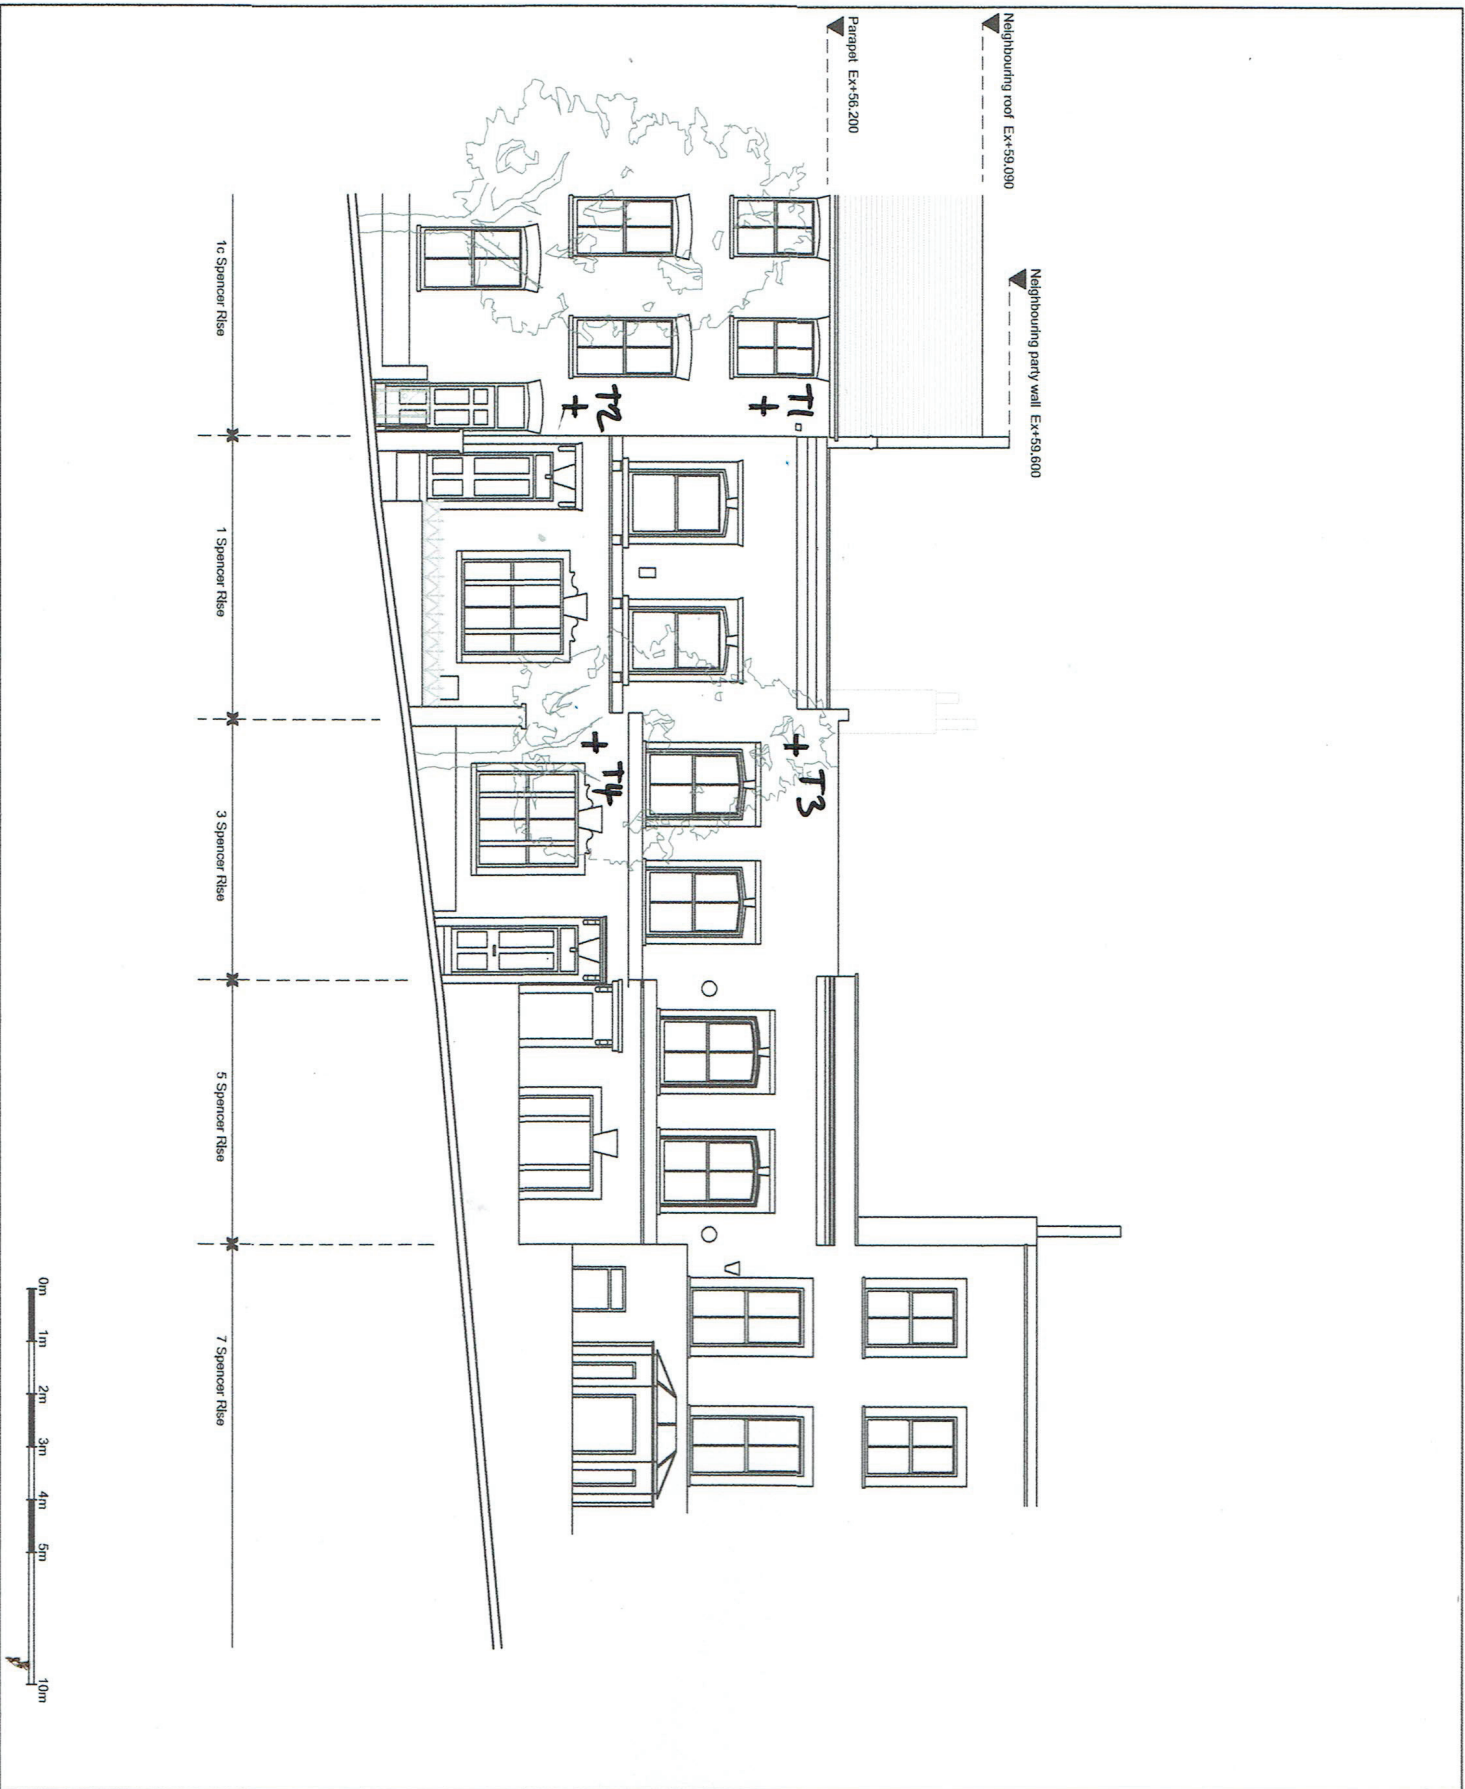 Neighbouring party wall Ex+59.600
Neighbouring roof Ex+59.090
Parapet Ex+56.200
T1
T3
T2
T4
1c Spencer Rise
1 Spencer Rise
3 Spencer Rise
5 Spencer Rise
7 Spencer Rise
0m 1m 2m 3m 4m 5m 10m